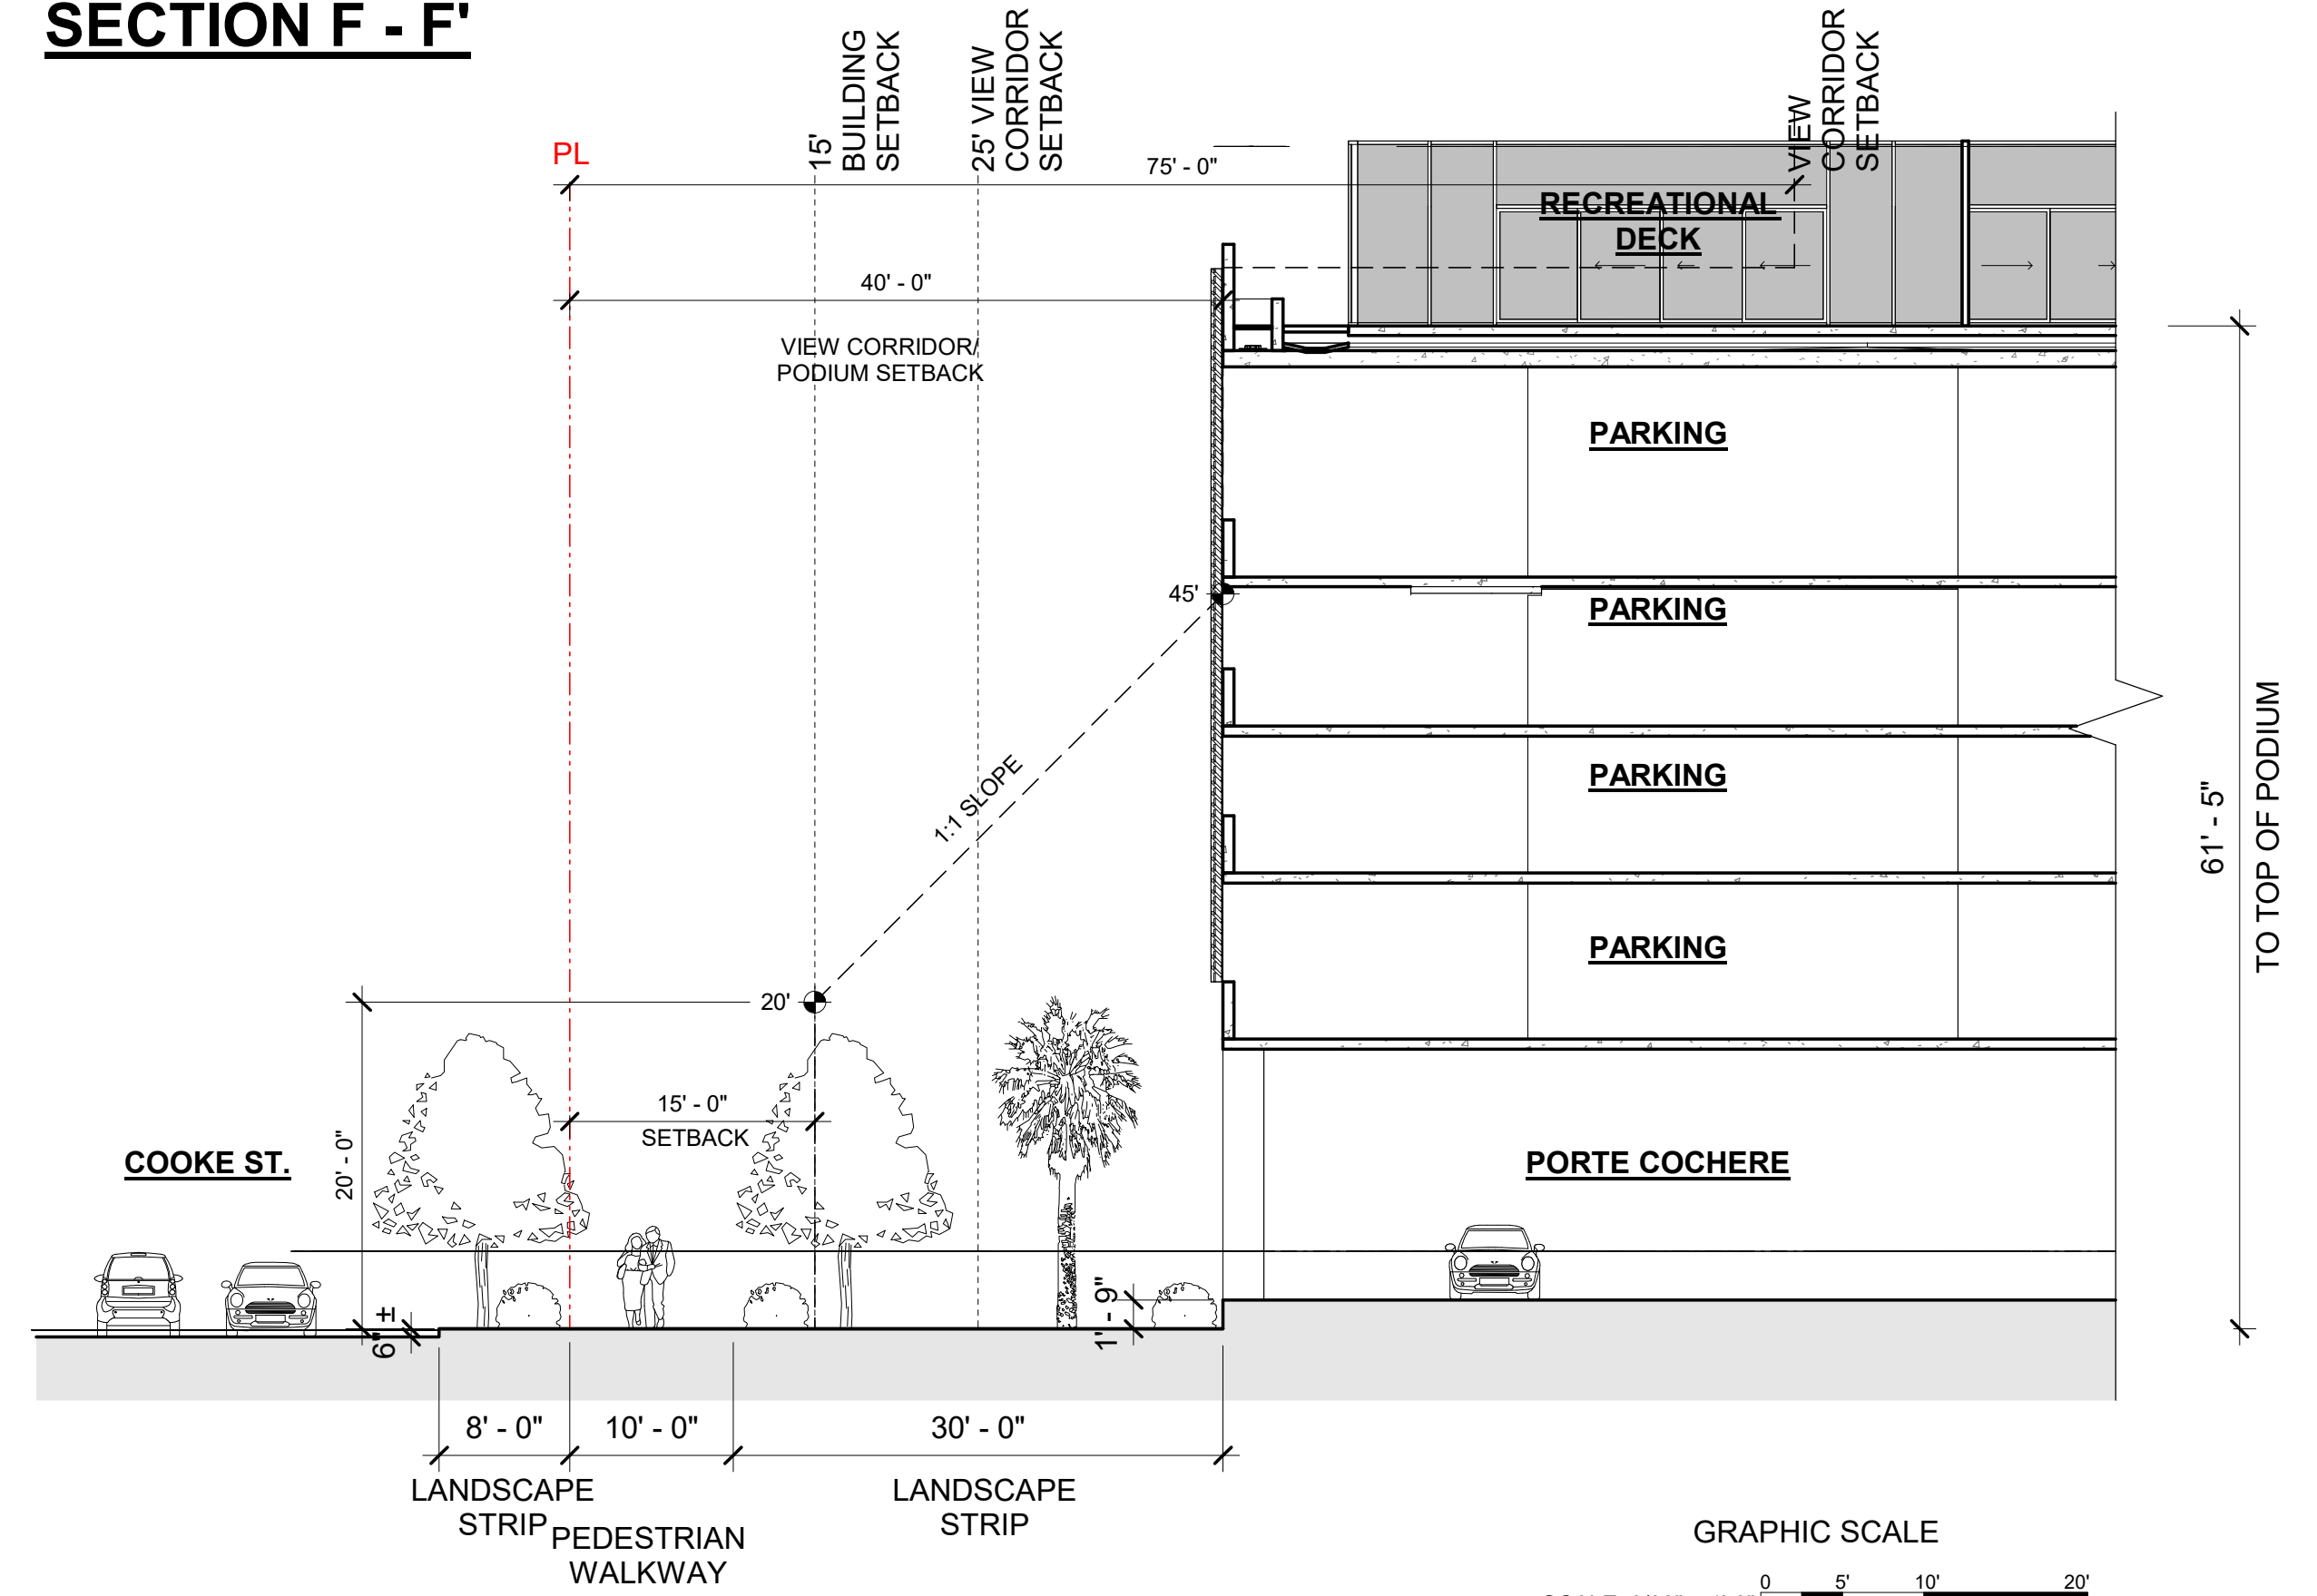 SECTION F - F'
15'
BUILDING
SETBACK
25' VIEW
CORRIDOR
SETBACK
VIEW
CORRIDOR
SETBACK
PL
75' - 0"
RECREATIONAL
DECK
40' - 0"
VIEW CORRIDOR/
PODIUM SETBACK
PARKING
45'
PARKING
1:1 SLOPE
PARKING
61' - 5"
TO TOP OF PODIUM
PARKING
20'
15' - 0"
SETBACK
20' - 0"
COOKE ST.
PORTE COCHERE
6" ±
1' - 9"
8' - 0"
10' - 0"
30' - 0"
LANDSCAPE
STRIP
PEDESTRIAN
WALKWAY
LANDSCAPE
STRIP
GRAPHIC SCALE
0 5' 10' 20'